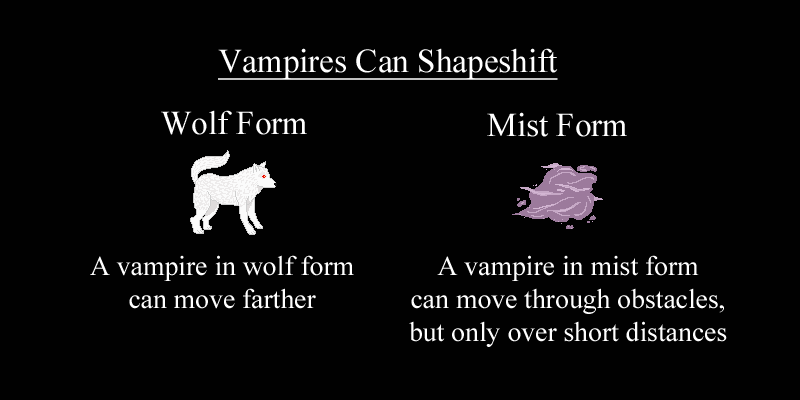 Vampires Can Shapeshift
Wolf Form
Mist Form
A vampire in wolf form
can move farther
A vampire in mist form
can move through obstacles,
but only over short distances